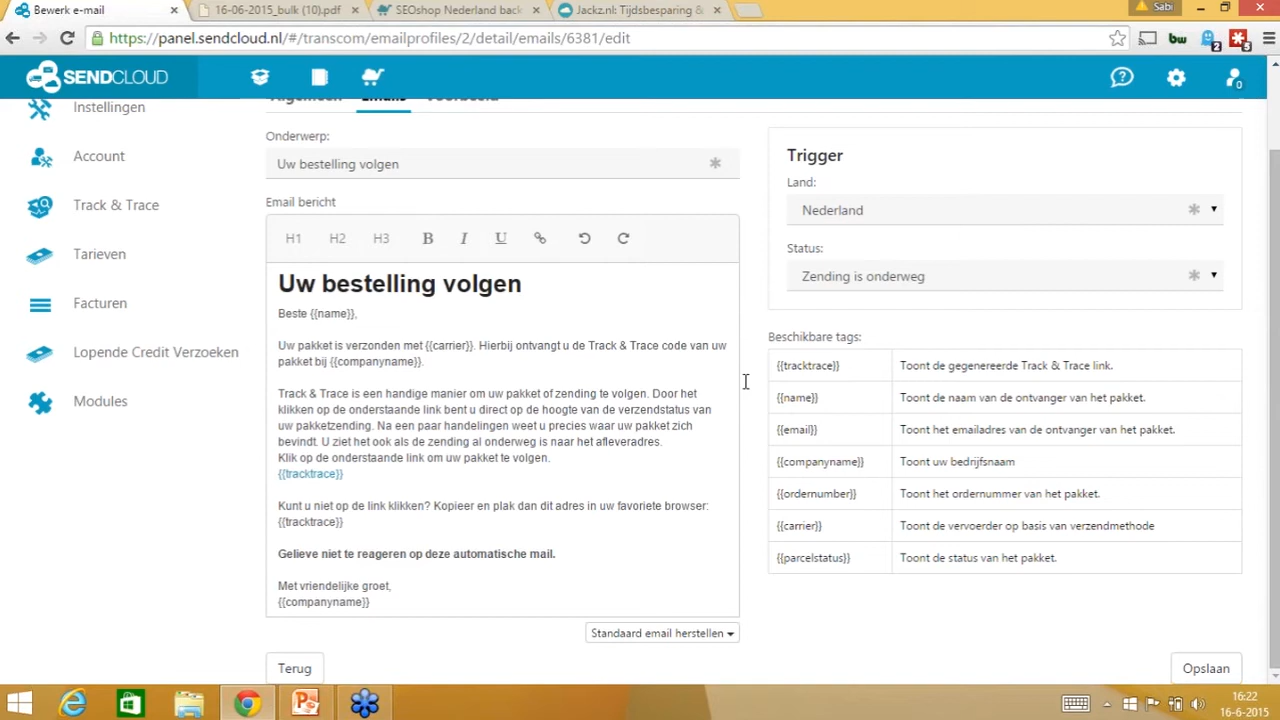 Bewerk e-mail
16-06-2015_bulk (10).pdf
SEOshop Nederland back
Jackz.nl: Tijdsbesparing &
Sabi
https://panel.sendcloud.nl/#/transcom/emailprofiles/2/detail/emails/6381/edit
bw
2
5
SENDCLOUD
0
Instellingen
Account
Track & Trace
Tarieven
Facturen
Lopende Credit Verzoeken
Modules
Algemeen Emails Voorbeeld
Onderwerp:
Uw bestelling volgen
Email bericht
H1 H2 H3 B I U
Uw bestelling volgen
Beste {{name}},
Uw pakket is verzonden met {{carrier}}. Hierbij ontvangt u de Track & Trace code van uw
pakket bij {{companyname}}.
Track & Trace is een handige manier om uw pakket of zending te volgen. Door het
klikken op de onderstaande link bent u direct op de hoogte van de verzendstatus van
uw pakketzending. Na een paar handelingen weet u precies waar uw pakket zich
bevindt. U ziet het ook als de zending al onderweg is naar het afleveradres.
Klik op de onderstaande link om uw pakket te volgen.
{{tracktrace}}
Kunt u niet op de link klikken? Kopieer en plak dan dit adres in uw favoriete browser:
{{tracktrace}}
Gelieve niet te reageren op deze automatische mail.
Met vriendelijke groet,
{{companyname}}
Standaard email herstellen
Terug
Trigger
Land:
Nederland
Status:
Zending is onderweg
Beschikbare tags:
{{tracktrace}} Toont de gegenereerde Track & Trace link.
{{name}} Toont de naam van de ontvanger van het pakket.
{{email}} Toont het emailadres van de ontvanger van het pakket.
{{companyname}} Toont uw bedrijfsnaam
{{ordernumber}} Toont het ordernummer van het pakket.
{{carrier}} Toont de vervoerder op basis van verzendmethode
{{parcelstatus}} Toont de status van het pakket.
Opslaan
16:22
16-6-2015